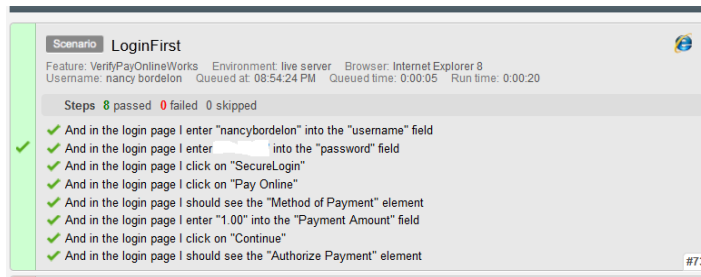 Scenario LoginFirst
Feature: VerifyPayOnlineWorks Environment: live server Browser: Internet Explorer 8
Username: nancy bordelon Queued at: 08:54:24 PM Queued time: 0:00:05 Run time: 0:00:20
Steps 8 passed 0 failed 0 skipped
And in the login page I enter "nancybordelon" into the "username" field
And in the login page I enter into the "password" field
And in the login page I click on "SecureLogin"
And in the login page I click on "Pay Online"
And in the login page I should see the "Method of Payment" element
And in the login page I enter "1.00" into the "Payment Amount" field
And in the login page I click on "Continue"
And in the login page I should see the "Authorize Payment" element